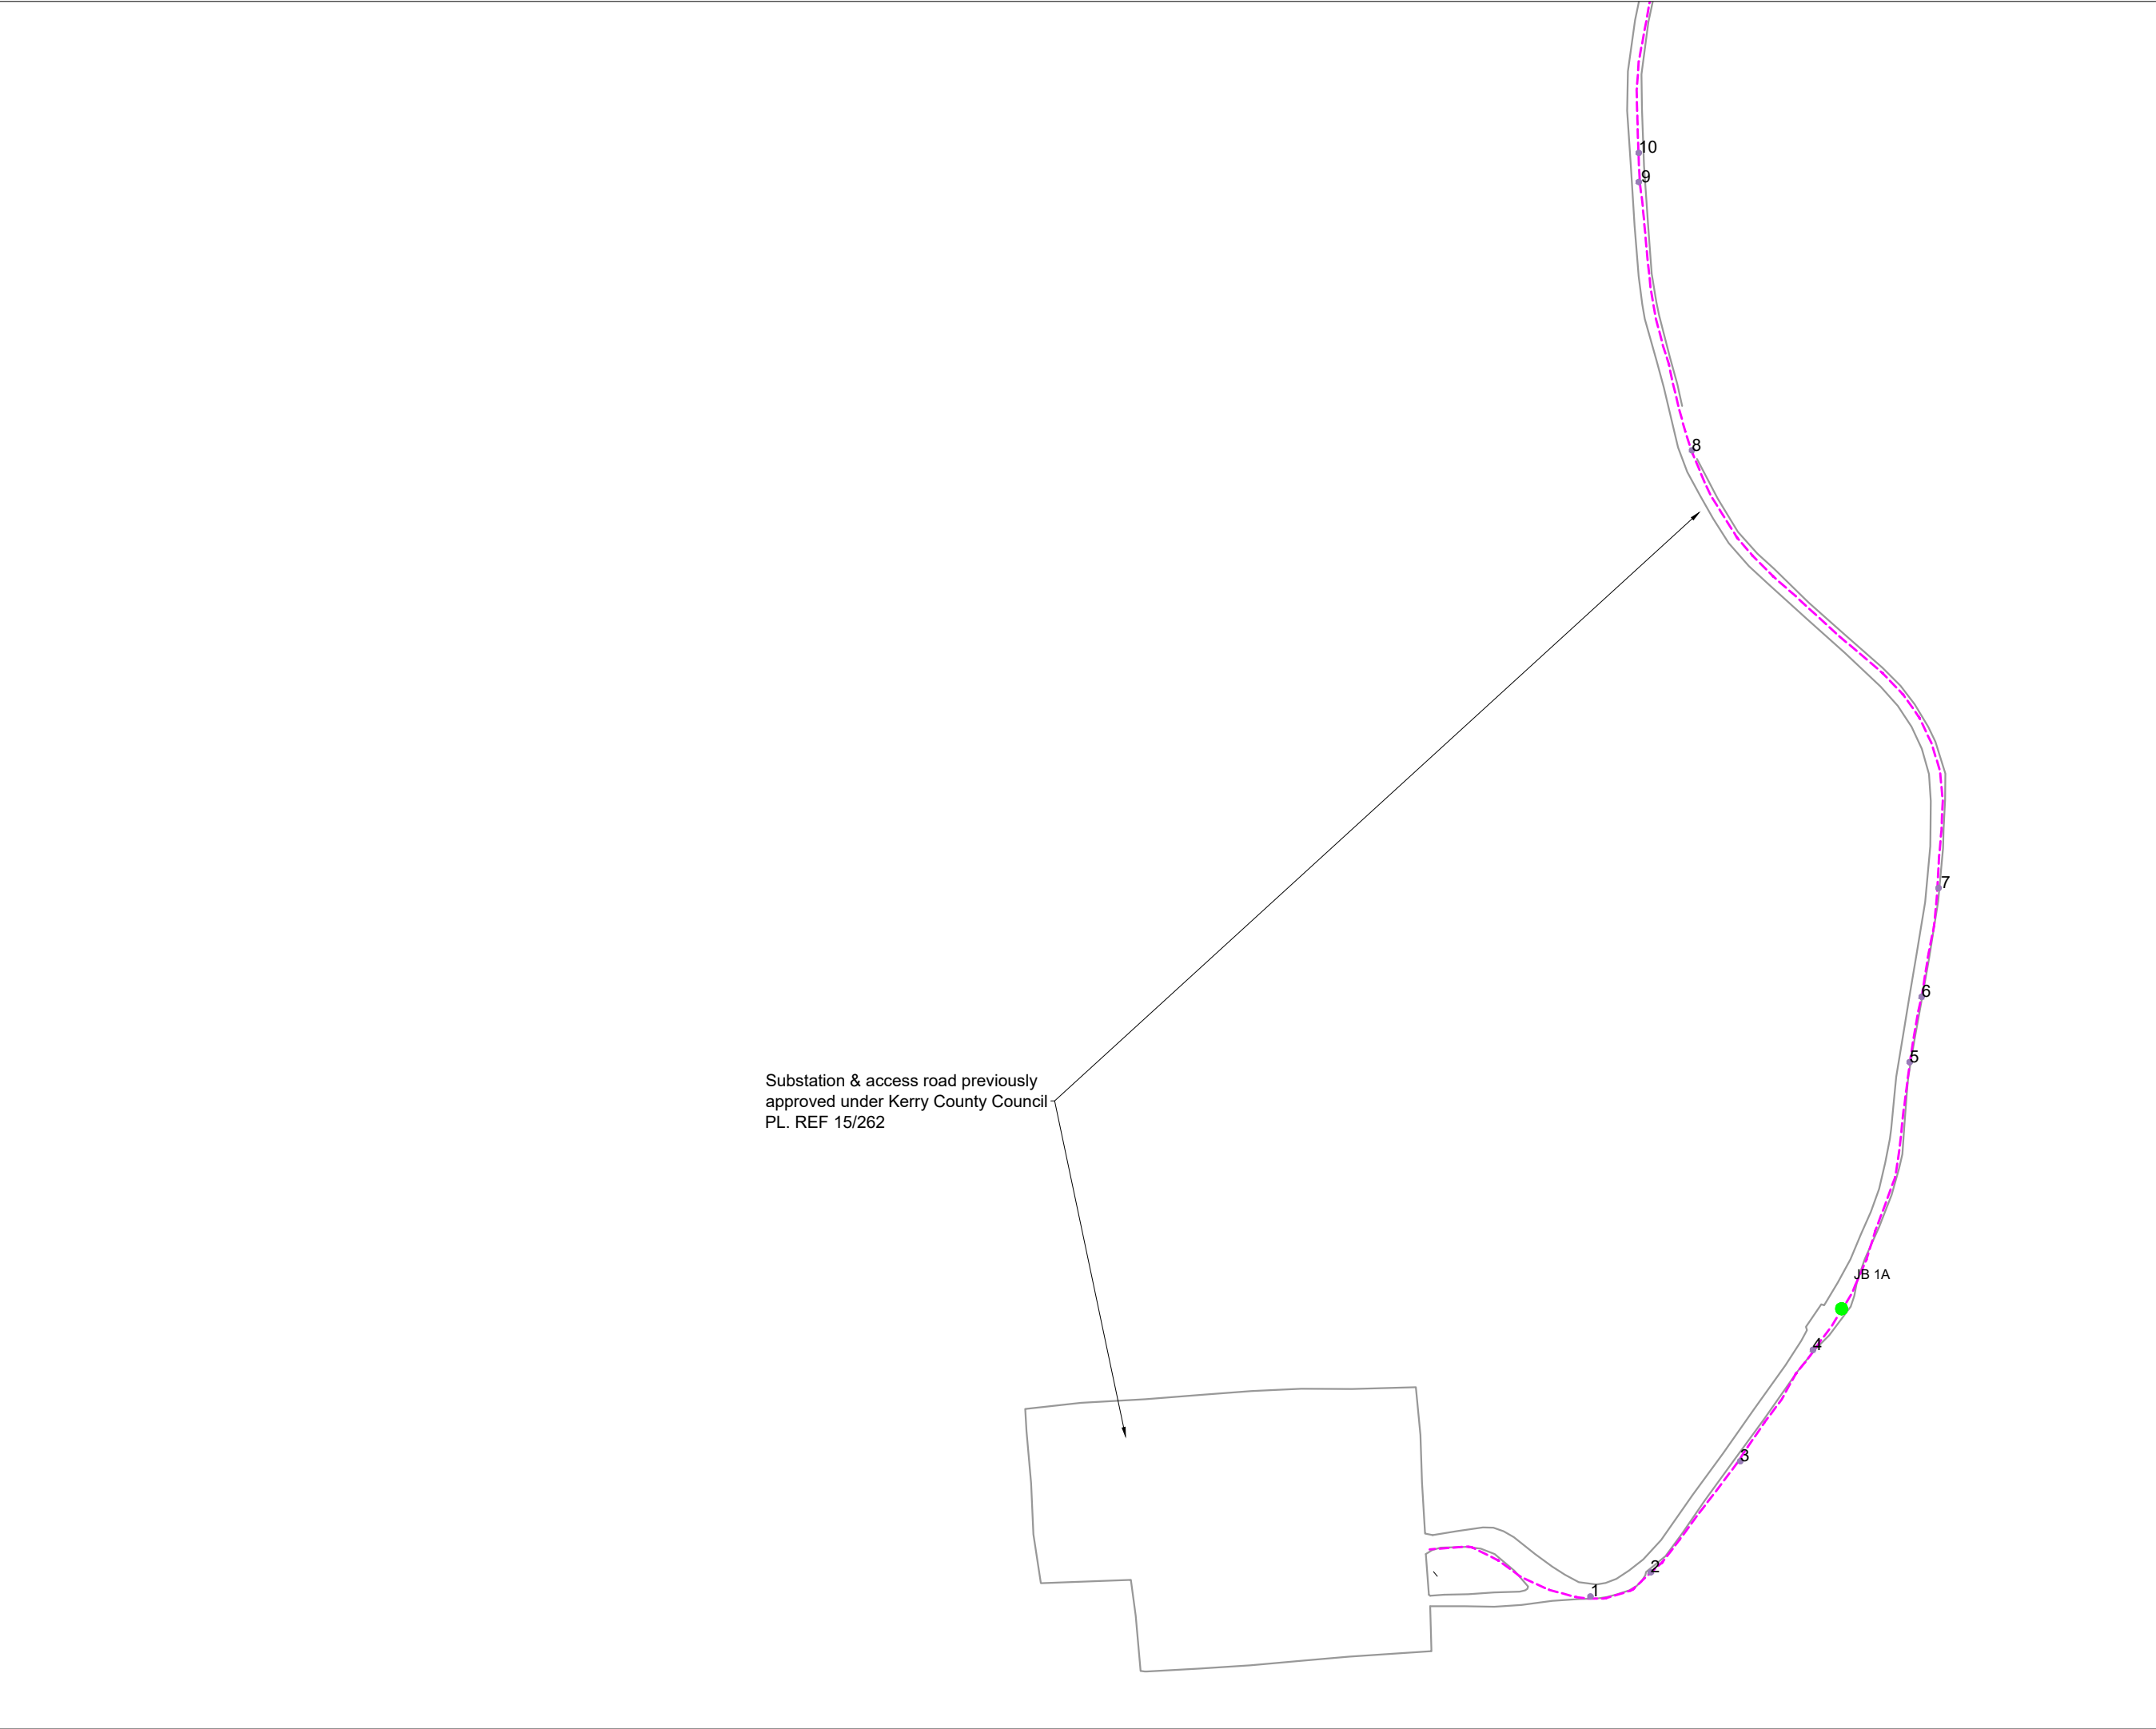 10
9
8
7
6
5
Substation & access road previously
approved under Kerry County Council
PL. REF 15/262
JB 1A
4
3
2
1